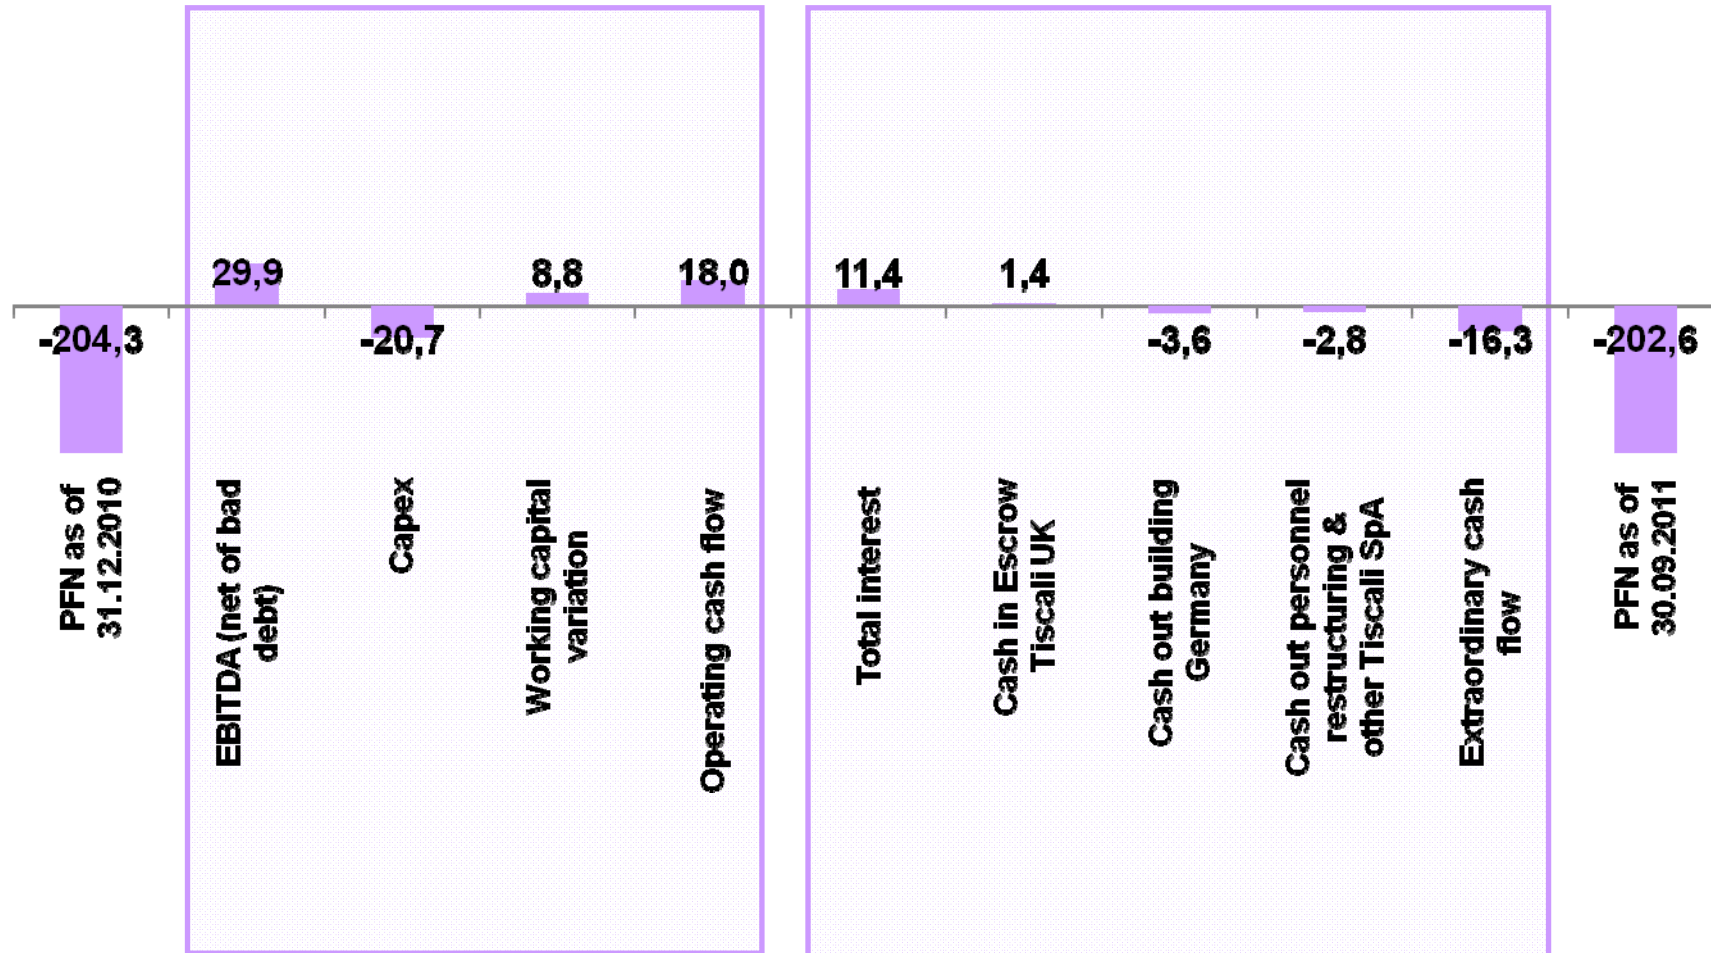 29,9
8,8
18,0
11,4
1,4
-204,3
-20,7
-3,6
-2,8
-16,3
-202,6
PFN as of
31.12.2010
EBITDA (net of bad
debt)
Capex
Working capital
variation
Operating cash flow
Total interest
Cash in Escrow
Tiscali UK
Cash out building
Germany
Cash out personnel
restructuring &
other Tiscali SpA
Extraordinary cash
flow
PFN as of
30.09.2011